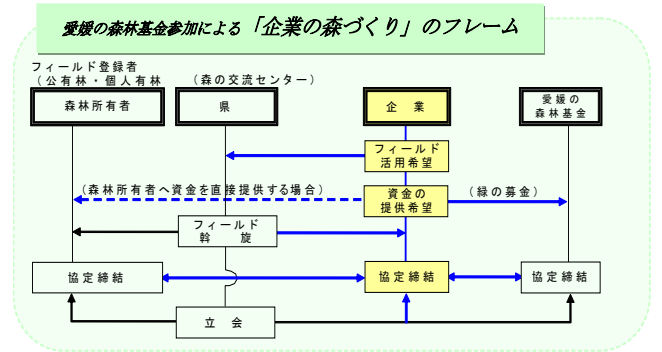 愛媛の森林基金参加による「企業の森づくり」のフレーム
フィールド登録者
（公有林・個人有林
（森の交流センター）
森林所有者
県
企業
愛媛の
森林基金
フィールド
活用希望
（森林所有者へ資金を直接提供する場合）
資金の
提供希望
（緑の募金）
フィールド
斡旋
協定締結
協定締結
協定締結
立会